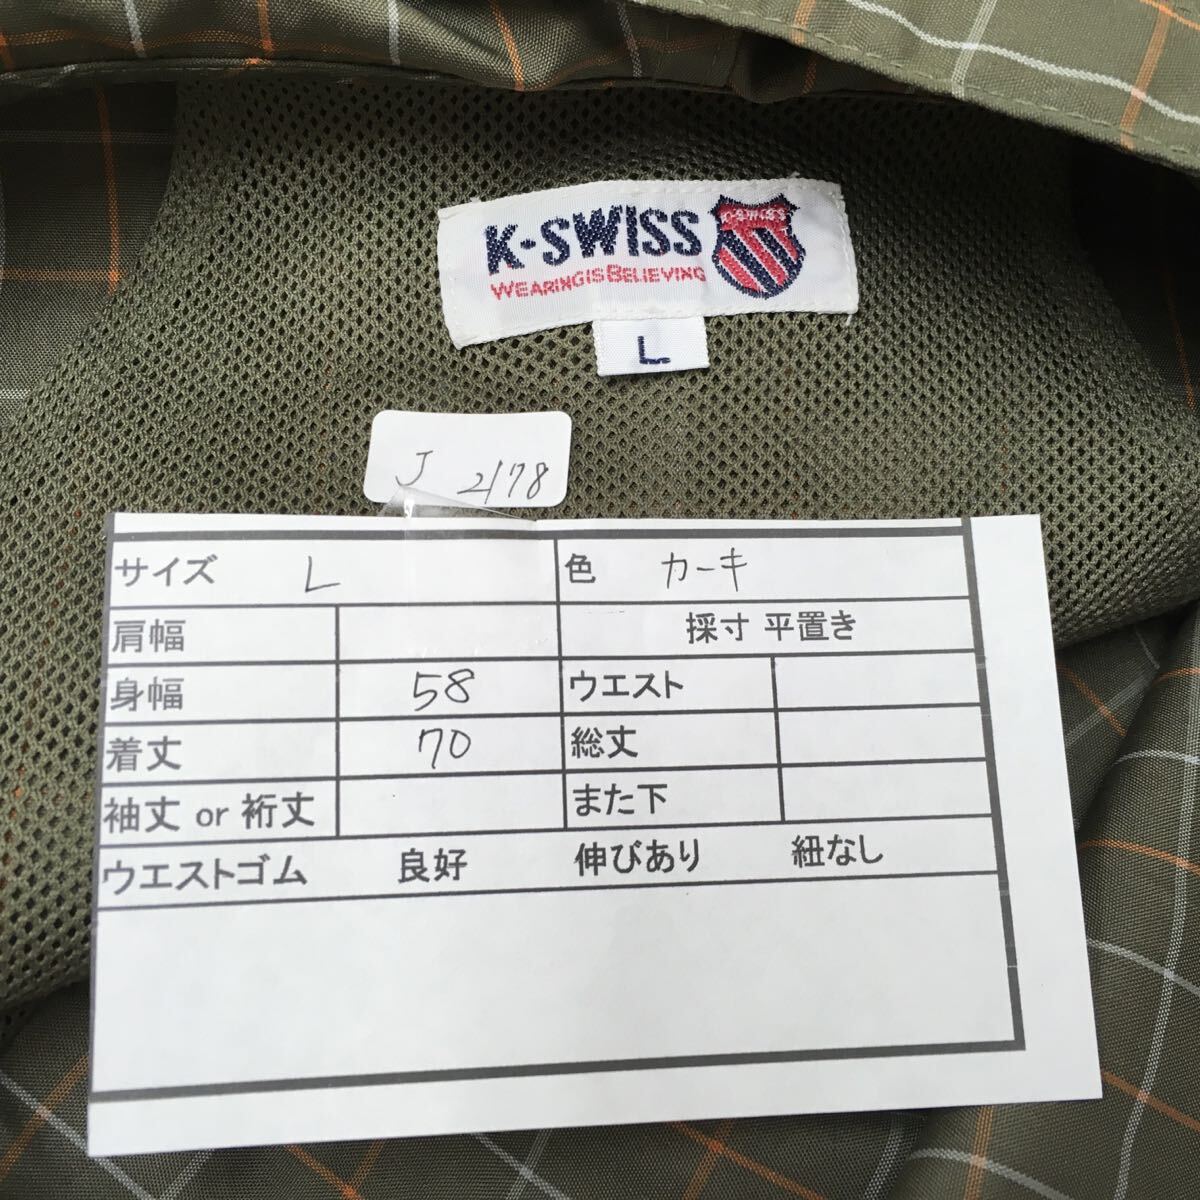 K·SWISS
WEARING IS BELIEVING
K·SWISS
L
J 2178
サイズ L 色 カーキ
肩幅 採寸 平置き
身幅 58 ウエスト
着丈 70 総丈
袖丈 or 裄丈 また下
ウエストゴム 良好 伸びあり 紐なし